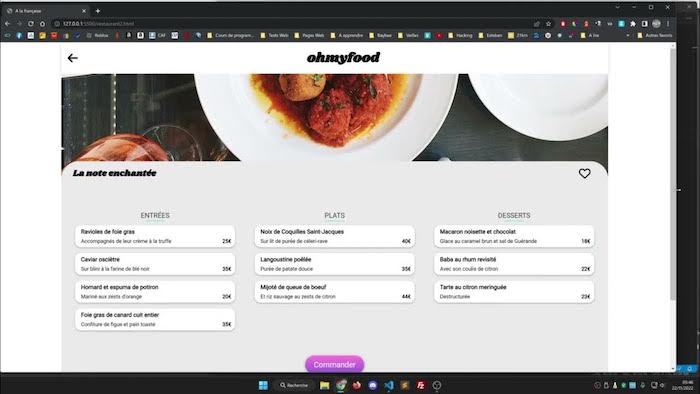 A la française
127.0.0.1:5500/restaurant2.html
Roblox
CAF
Cours de program...
Tests Web
Pages Web
A apprendre
Baybee
Veilles
Hacking
Esteban
21km
A lire
Autres favoris
ohmyfood
La note enchantée
ENTRÉES
Ravioles de foie gras
Accompagnés de leur crème à la truffe 25€
Caviar osciètre
Sur blini à la farine de blé noir 35€
Homard et espuma de potiron
Mariné aux zests d'orange 20€
Foie gras de canard cuit entier
Confiture de figue et pain toasté 35€
PLATS
Noix de Coquilles Saint-Jacques
Sur lit de purée de céleri-rave 40€
Langoustine poêlée
Purée de patate douce 35€
Mijoté de queue de boeuf
Et riz sauvage au zests de citron 44€
DESSERTS
Macaron noisette et chocolat
Glace au caramel brun et sel de Guérande 18€
Baba au rhum revisité
Avec son coulis de citron 22€
Tarte au citron meringuée
Destructurée 23€
Commander
Recherche
05:46
22/11/2022